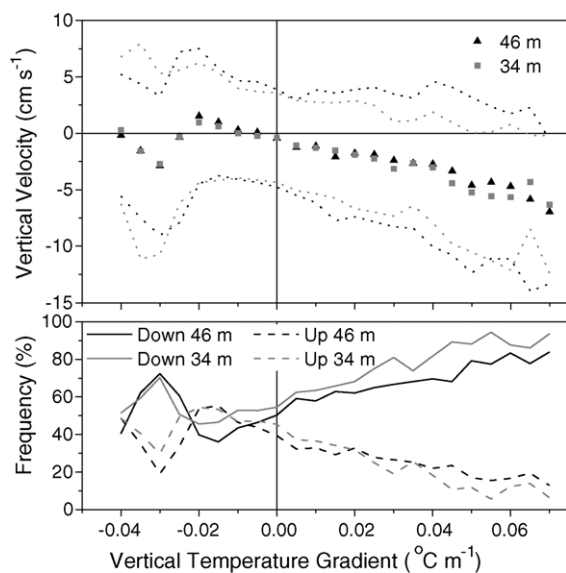 10
46 m
34 m
5
0
-5
-10
-15
Vertical Velocity (cm s⁻¹)
100
80
60
40
20
0
Frequency (%)
Down 46 m
Up 46 m
Down 34 m
Up 34 m
-0.04
-0.02
0.00
0.02
0.04
0.06
Vertical Temperature Gradient (°C m⁻¹)